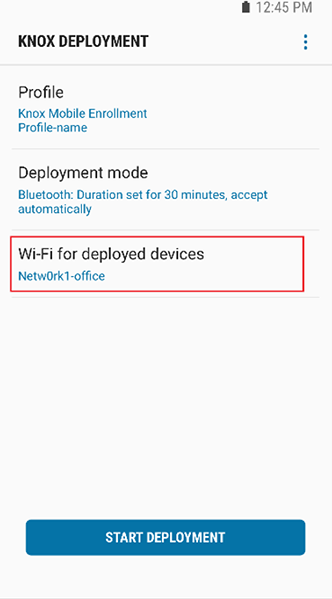 12:45 PM
KNOX DEPLOYMENT
Profile
Knox Mobile Enrollment
Profile-name
Deployment mode
Bluetooth: Duration set for 30 minutes, accept
automatically
Wi-Fi for deployed devices
Netw0rk1-office
START DEPLOYMENT